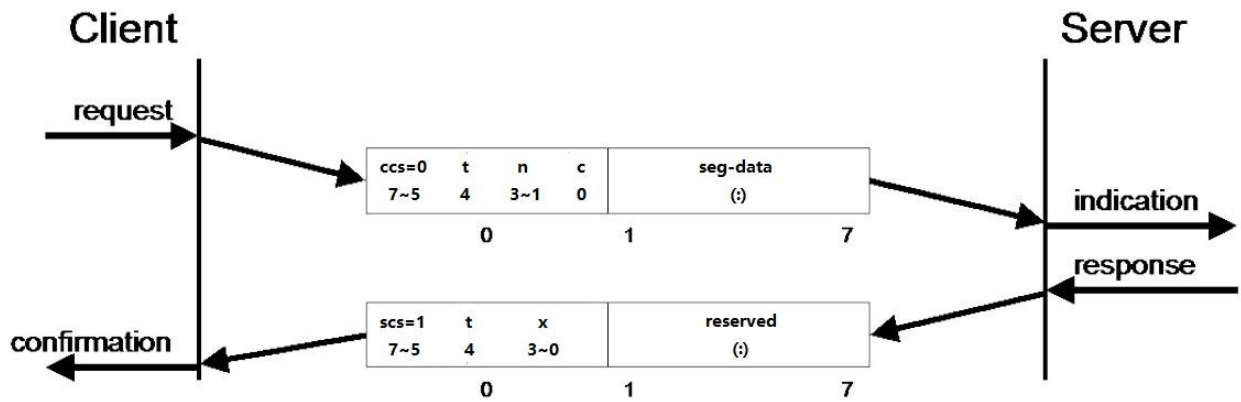 Client
Server
request
ccs=0 t n c
7~5 4 3~1 0
seg-data
(:)
0 1 7
indication
response
scs=1 t x
7~5 4 3~0
reserved
(:)
0 1 7
confirmation